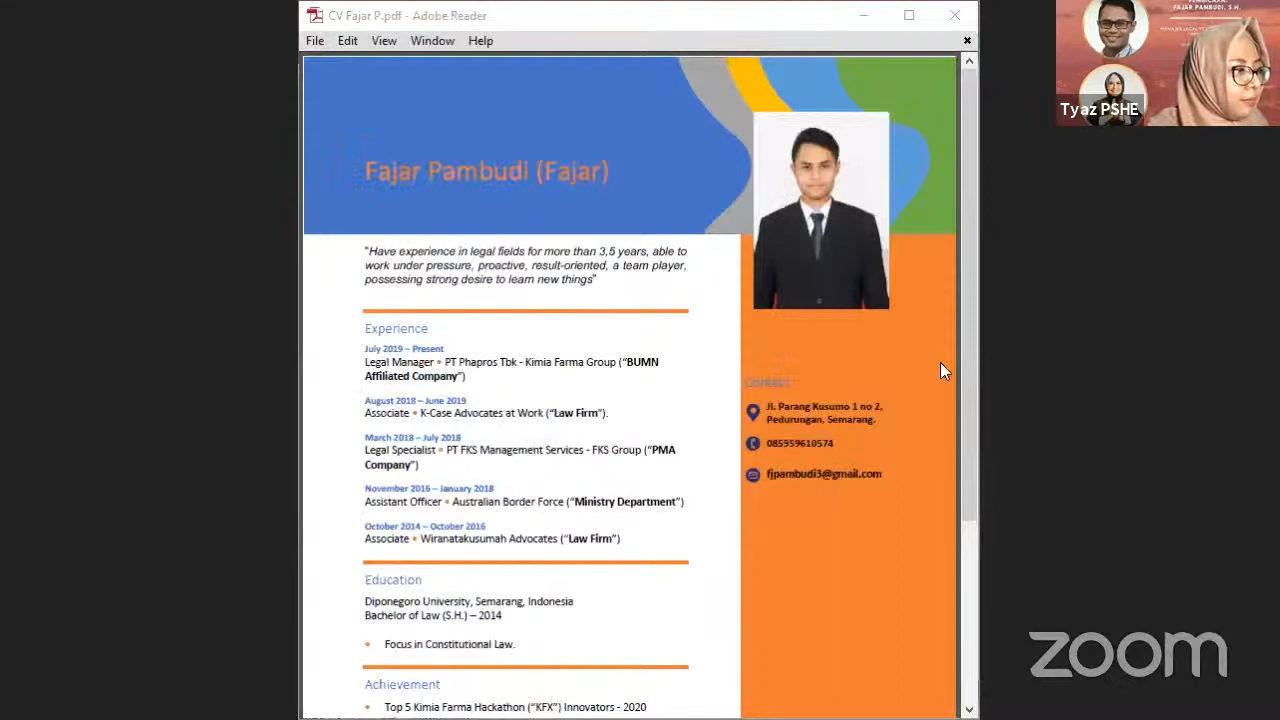 CV Fajar P.pdf - Adobe Reader
File Edit View Window Help
Fajar Pambudi (Fajar)
"Have experience in legal fields for more than 3,5 years, able to
work under pressure, proactive, result-oriented, a team player,
possessing strong desire to learn new things"
Experience
July 2019 – Present
Legal Manager • PT Phapros Tbk - Kimia Farma Group ("BUMN
Affiliated Company")
August 2018 – June 2019
Associate • K-Case Advocates at Work ("Law Firm").
March 2018 – July 2018
Legal Specialist • PT FKS Management Services - FKS Group ("PMA
Company")
November 2016 – January 2018
Assistant Officer • Australian Border Force ("Ministry Department")
October 2014 – October 2016
Associate • Wiranatakusumah Advocates ("Law Firm")
Education
Diponegoro University, Semarang, Indonesia
Bachelor of Law (S.H.) – 2014
• Focus in Constitutional Law.
Achievement
• Top 5 Kimia Farma Hackathon ("KFX") Innovators - 2020
Contact
Jl. Parang Kusumo 1 no 2,
Pedurungan, Semarang.
085959610574
fjpambudi3@gmail.com
FAJAR PAMBUDI, S.H.
Tyaz PSHE
zoom